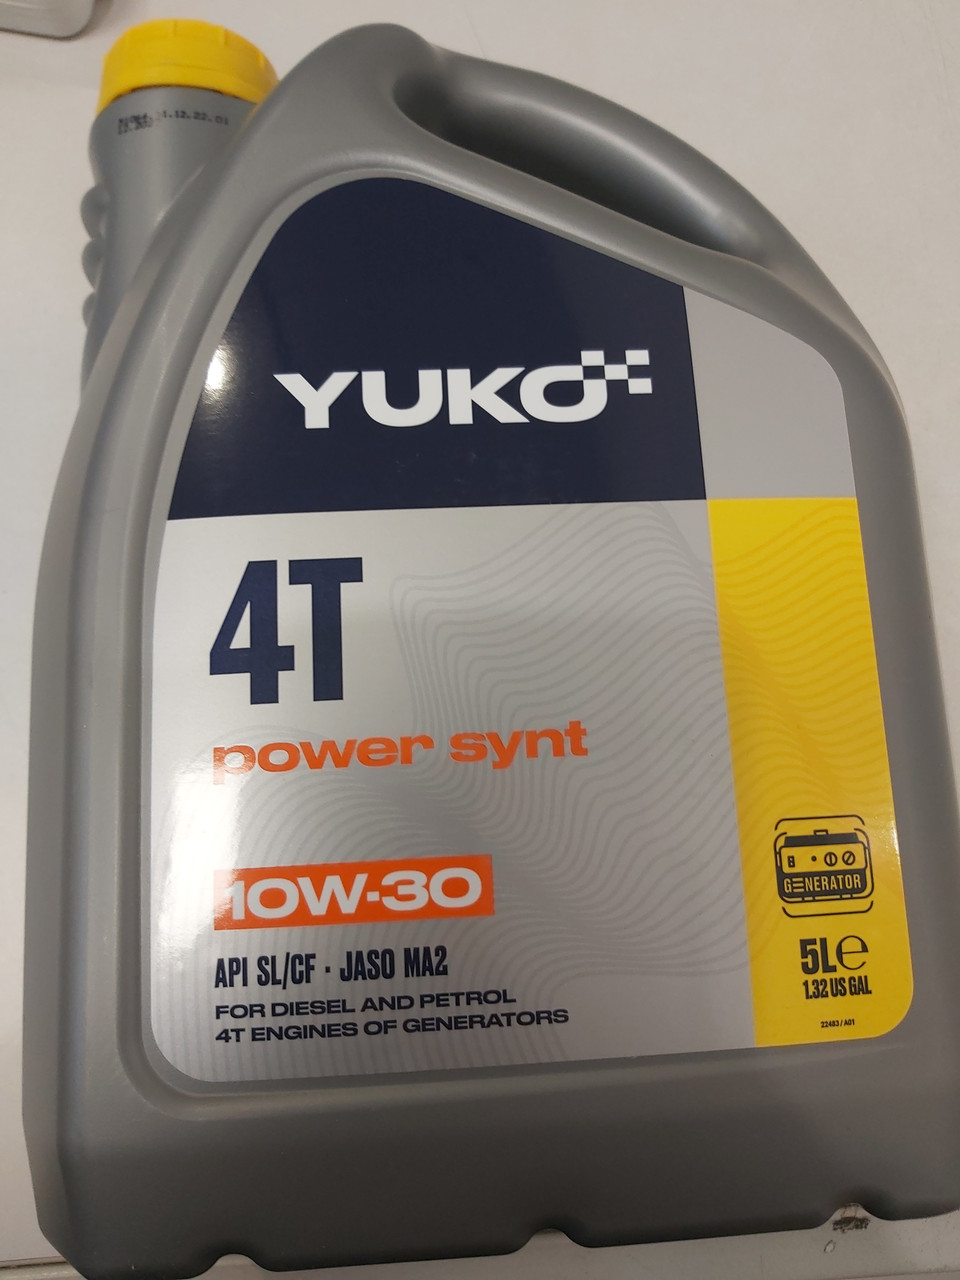 YUKO
4T
power synt
10W-30
API SL/CF · JASO MA2
FOR DIESEL AND PETROL
4T ENGINES OF GENERATORS
GENERATOR
5L℮
1.32 US GAL
22483/A01